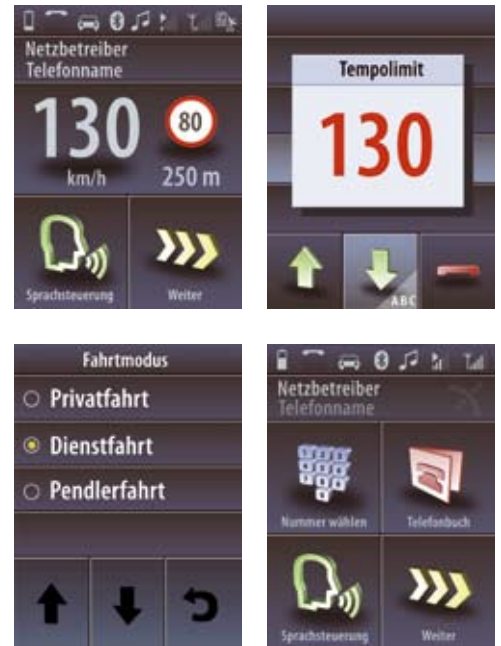 Netzbetreiber
Telefonname
130
80
km/h
250 m
Sprachsteuerung
Weiter
Tempolimit
130
ABC
Fahrtmodus
Privatfahrt
Dienstfahrt
Pendlerfahrt
Netzbetreiber
Telefonname
Nummer wählen
Telefonbuch
Sprachsteuerung
Weiter